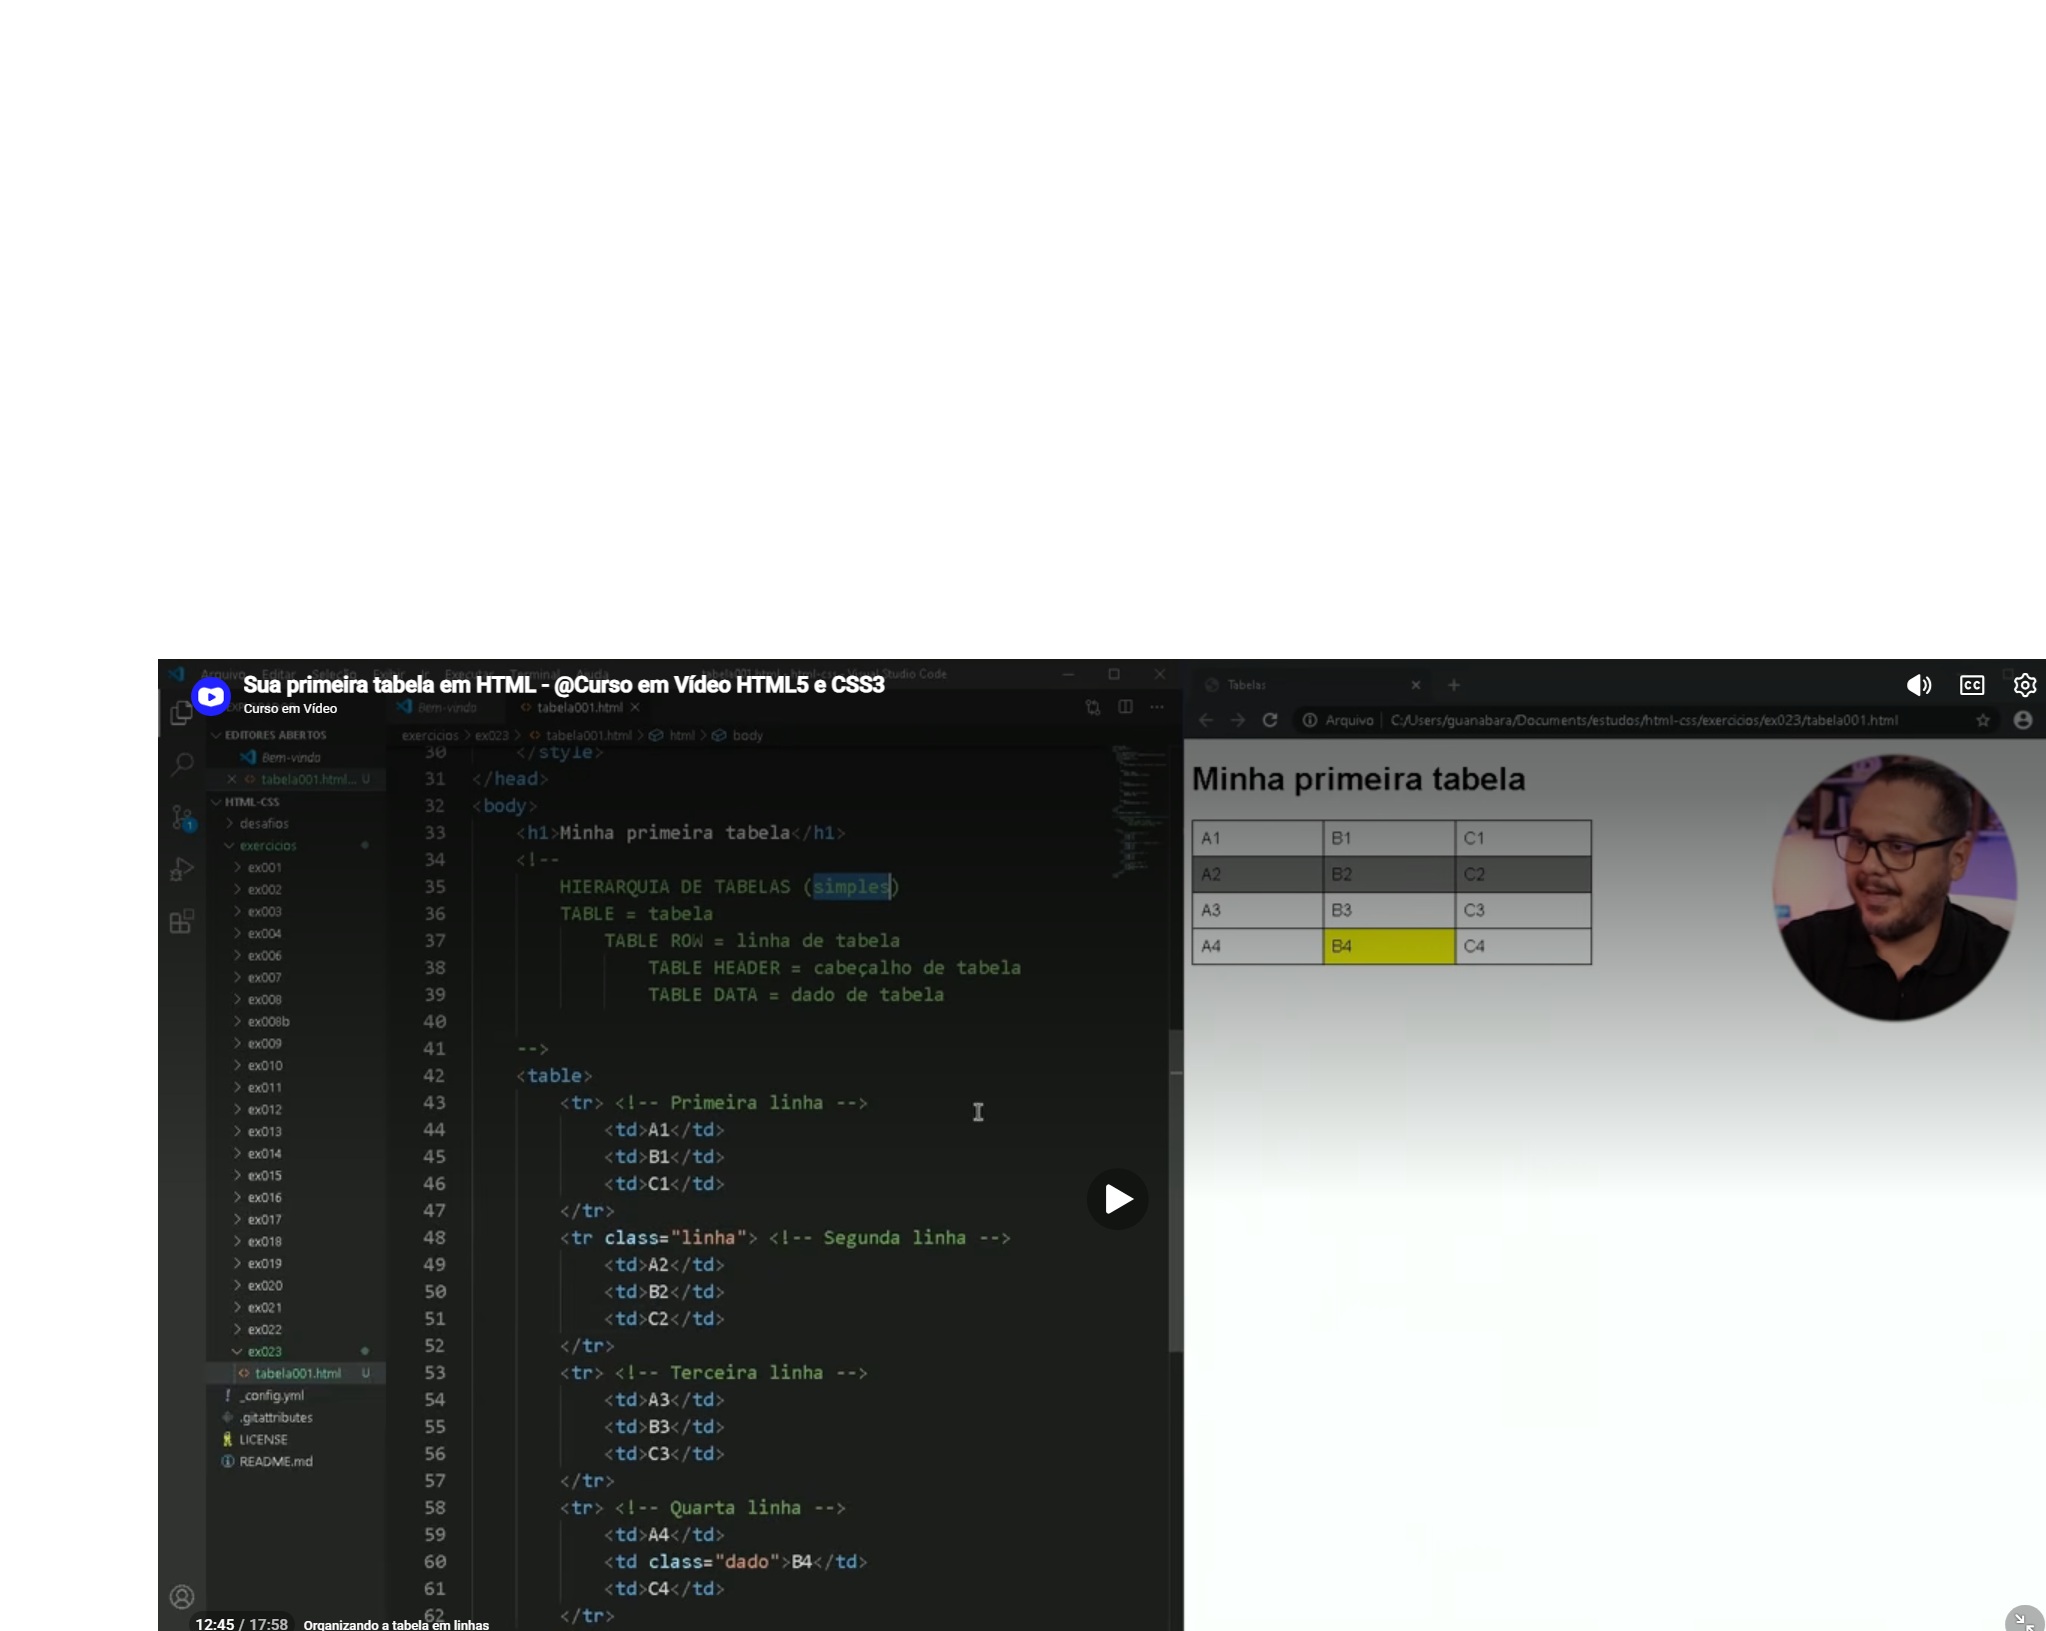 Sua primeira tabela em HTML - @Curso em Vídeo HTML5 e CSS3
Curso em Vídeo
Bem-vindo
tabela001.html
exercicios > ex023 > tabela001.html > html > body
EDITORES ABERTOS
Bem-vindo
tabela001.html... U
HTML-CSS
desafios
exercicios
ex001
ex002
ex003
ex004
ex006
ex007
ex008
ex008b
ex009
ex010
ex011
ex012
ex013
ex014
ex015
ex016
ex017
ex018
ex019
ex020
ex021
ex022
ex023
tabela001.html U
_config.yml
.gitattributes
LICENSE
README.md
30 </style>
31 </head>
32 <body>
33 <h1>Minha primeira tabela</h1>
34 <!--
35 HIERARQUIA DE TABELAS (simples)
36 TABLE = tabela
37 TABLE ROW = linha de tabela
38 TABLE HEADER = cabeçalho de tabela
39 TABLE DATA = dado de tabela
40
41 -->
42 <table>
43 <tr> <!-- Primeira linha -->
44 <td>A1</td>
45 <td>B1</td>
46 <td>C1</td>
47 </tr>
48 <tr class="linha"> <!-- Segunda linha -->
49 <td>A2</td>
50 <td>B2</td>
51 <td>C2</td>
52 </tr>
53 <tr> <!-- Terceira linha -->
54 <td>A3</td>
55 <td>B3</td>
56 <td>C3</td>
57 </tr>
58 <tr> <!-- Quarta linha -->
59 <td>A4</td>
60 <td class="dado">B4</td>
61 <td>C4</td>
62 </tr>
12:45 / 17:58 Organizando a tabela em linhas
Tabelas
CC
Arquivo | C:/Users/guanabara/Documents/estudos/html-css/exercicios/ex023/tabela001.html
Minha primeira tabela
A1 B1 C1
A2 B2 C2
A3 B3 C3
A4 B4 C4